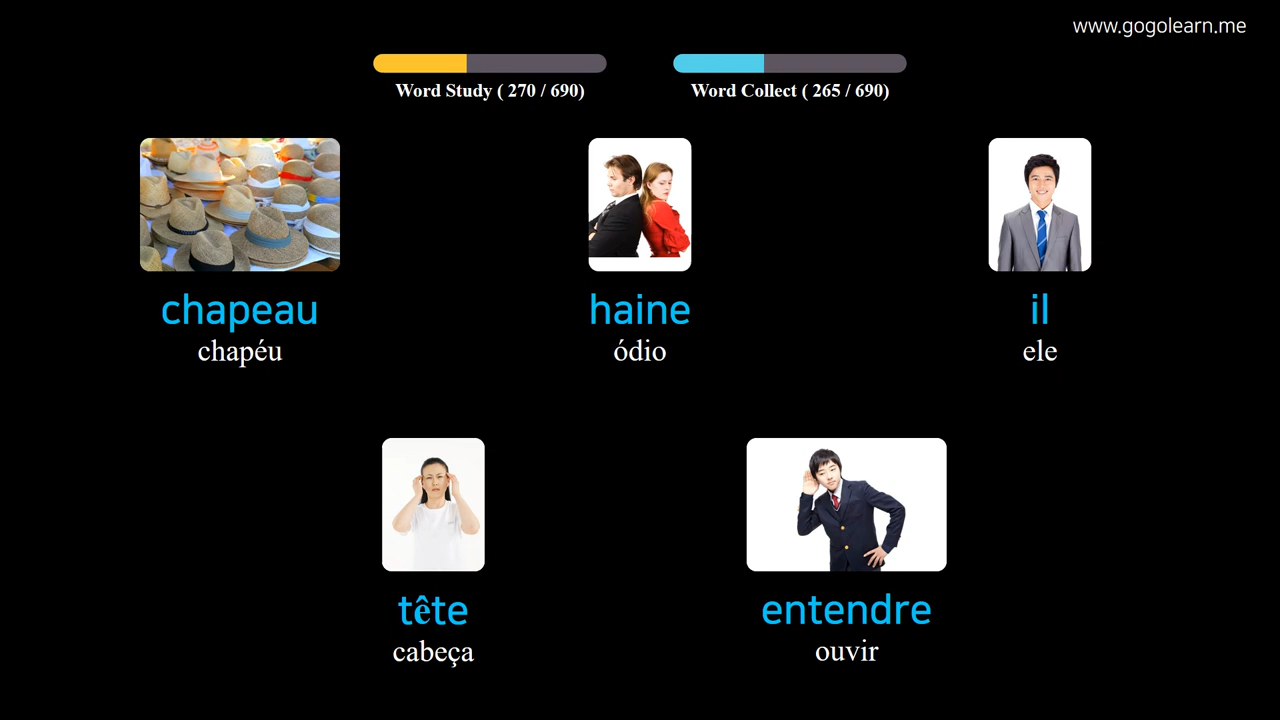 www.gogolearn.me
Word Study ( 270 / 690)
Word Collect ( 265 / 690)
chapeau
chapéu
haine
ódio
il
ele
tête
cabeça
entendre
ouvir